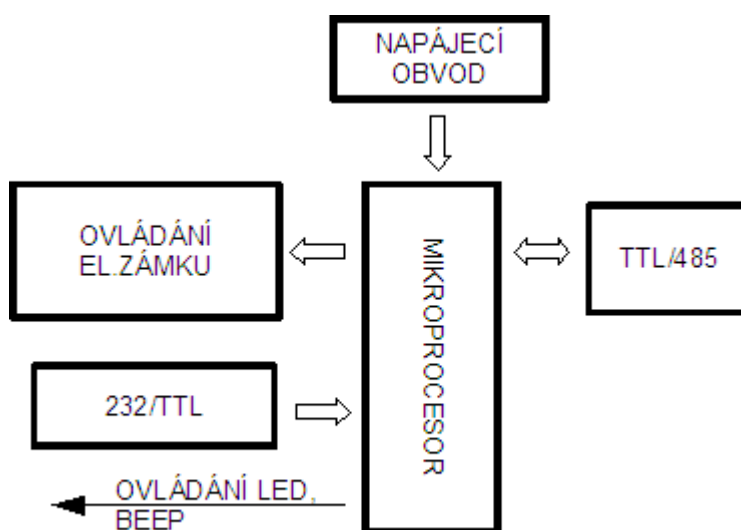 NAPÁJECÍ
OBVOD
OVLÁDÁNÍ
EL.ZÁMKU
MIKROPROCESOR
TTL/485
232/TTL
OVLÁDÁNÍ LED,
BEEP